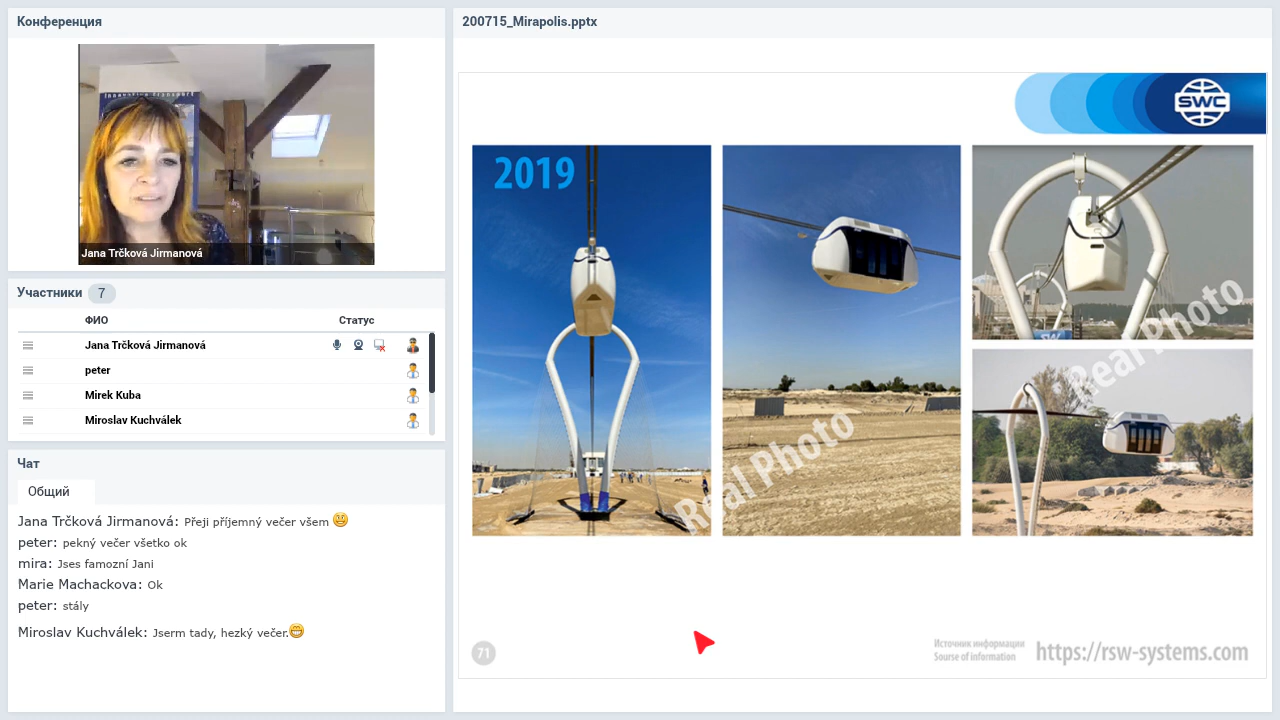 Конференция
Innovative Transport
Jana Trčková Jirmanová
Участники 7
ФИО Статус
Jana Trčková Jirmanová
peter
Mirek Kuba
Miroslav Kuchválek
Чат
Общий
Jana Trčková Jirmanová: Přeji příjemný večer všem
peter: pekný večer všetko ok
mira: Jses famozní Jani
Marie Machackova: Ok
peter: stály
Miroslav Kuchválek: Jserm tady, hezký večer.
200715_Mirapolis.pptx
SWC
2019
Real Photo
Real Photo
71
Источник информации
Sourse of information
https://rsw-systems.com